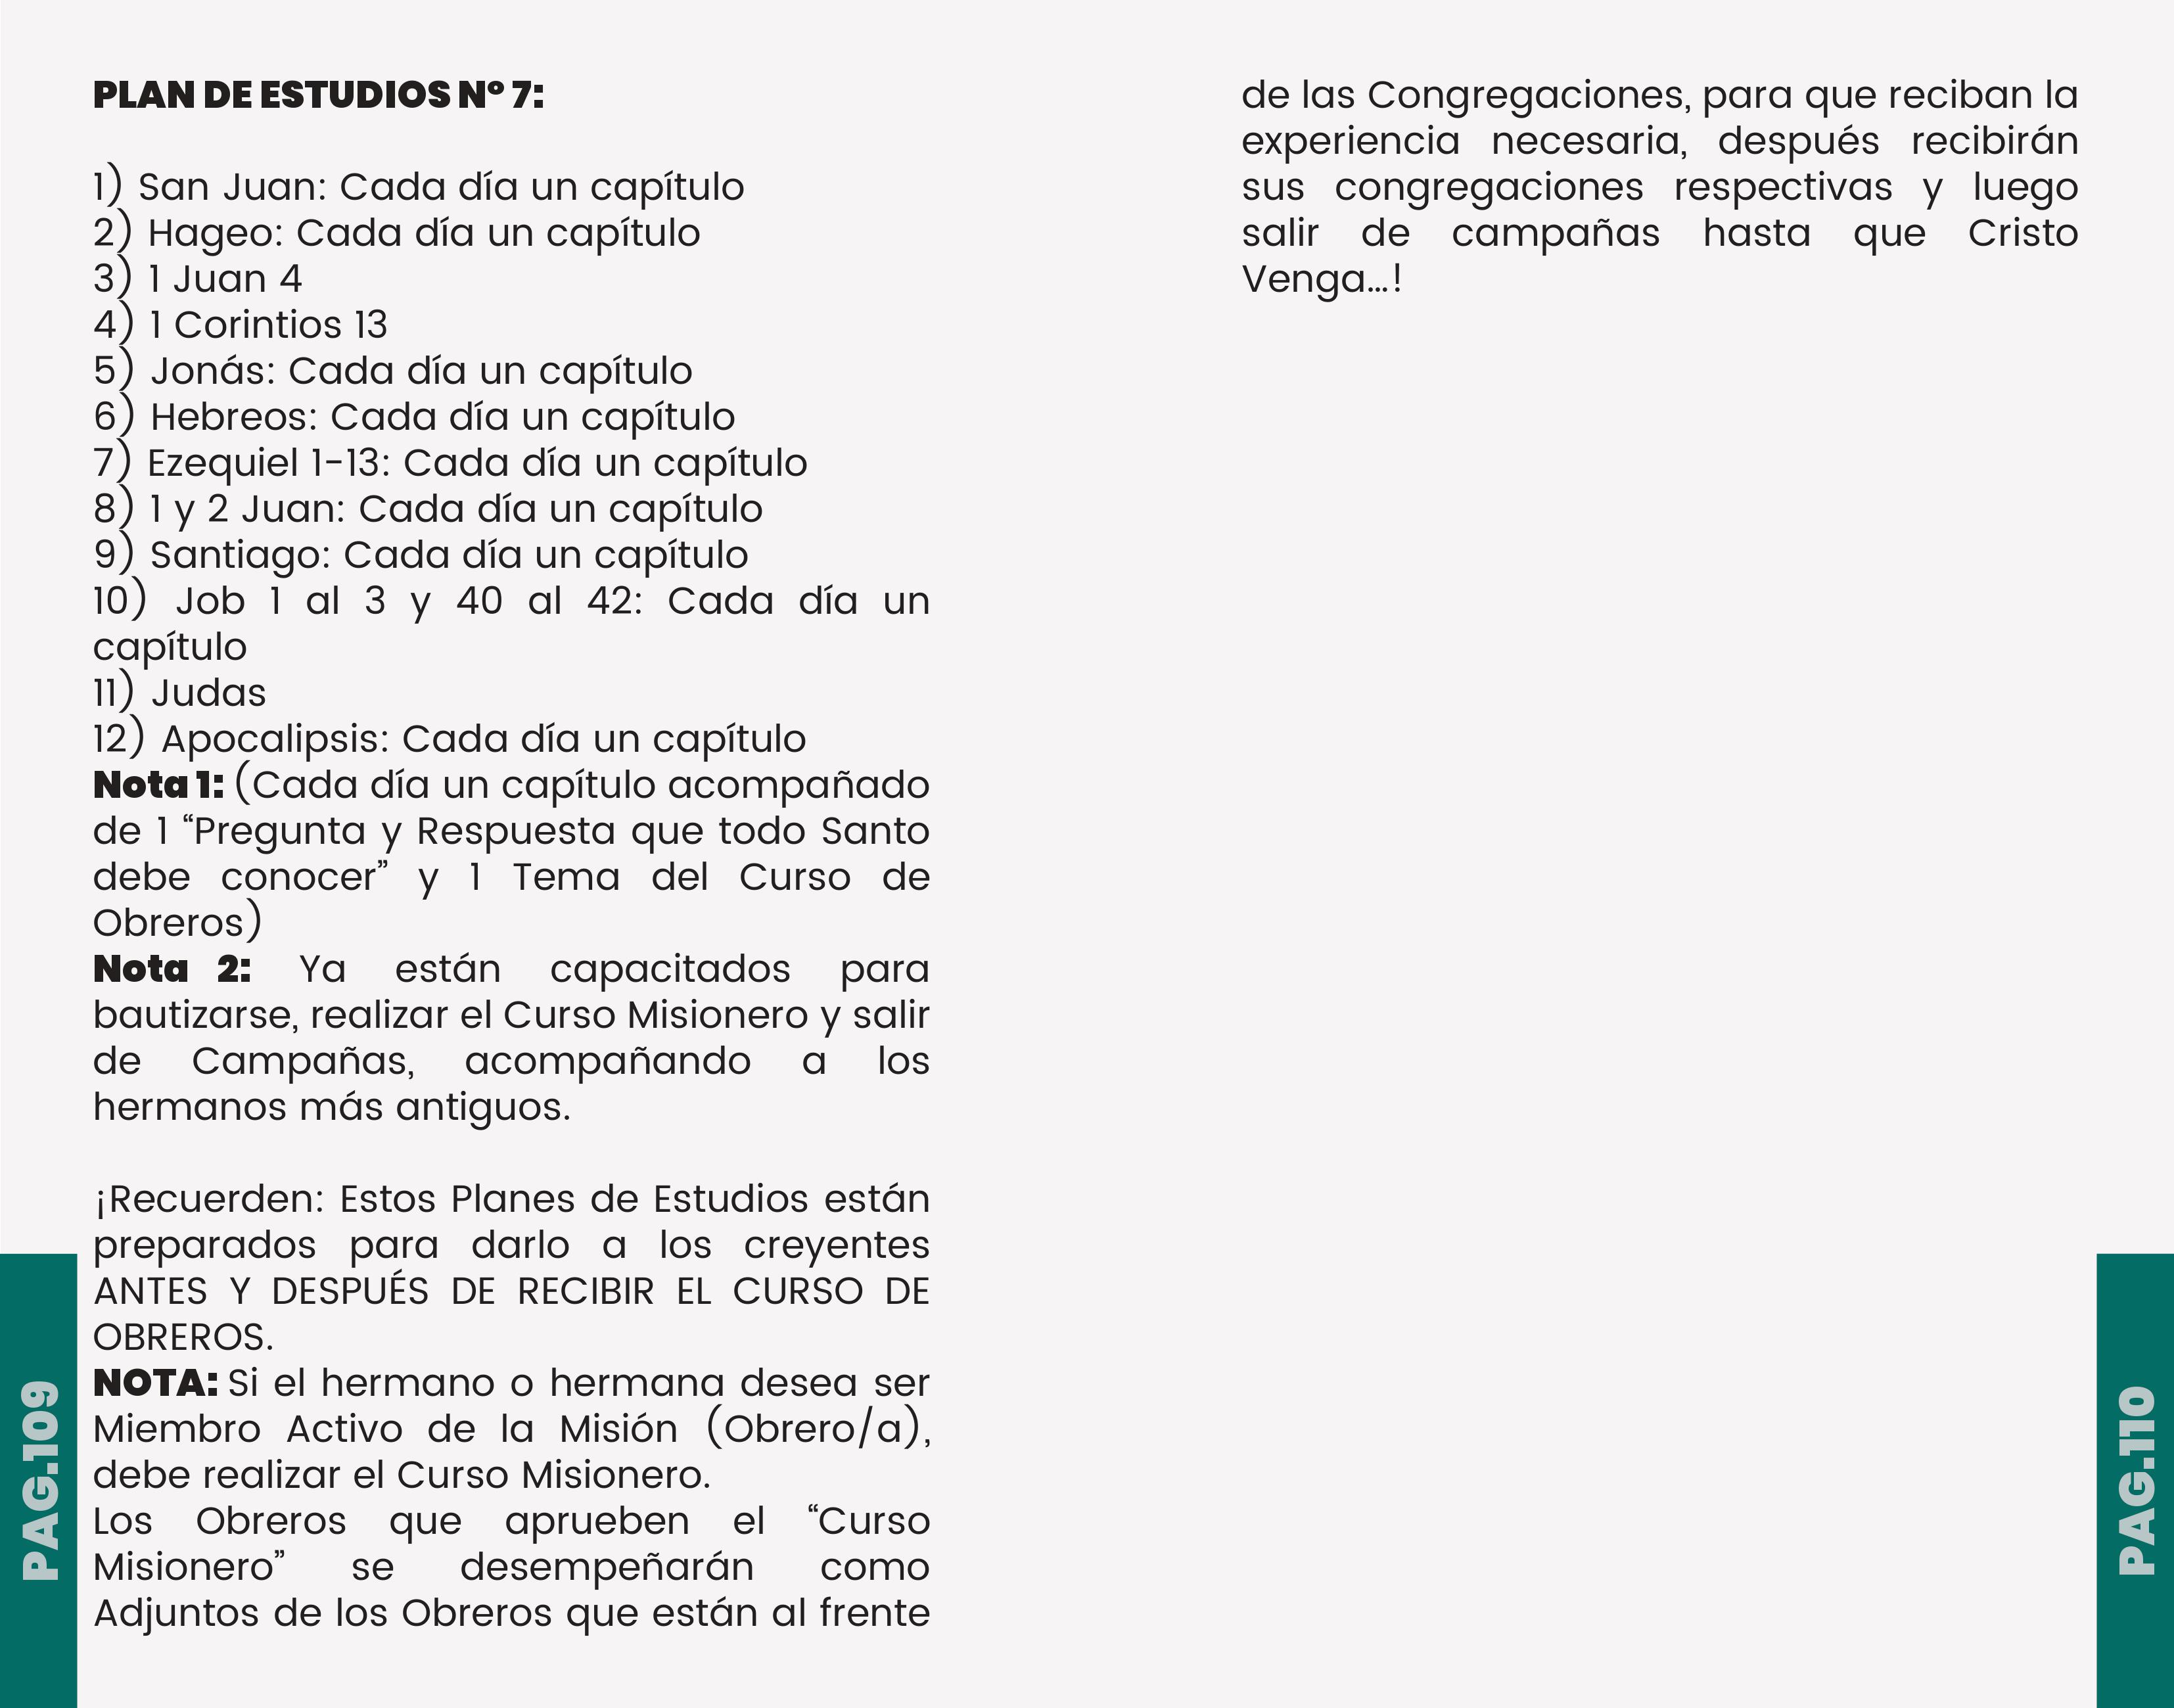 PLAN DE ESTUDIOS Nº 7:
1) San Juan: Cada día un capítulo
2) Hageo: Cada día un capítulo
3) 1 Juan 4
4) 1 Corintios 13
5) Jonás: Cada día un capítulo
6) Hebreos: Cada día un capítulo
7) Ezequiel 1-13: Cada día un capítulo
8) 1 y 2 Juan: Cada día un capítulo
9) Santiago: Cada día un capítulo
10) Job 1 al 3 y 40 al 42: Cada día un
capítulo
11) Judas
12) Apocalipsis: Cada día un capítulo
Nota 1: (Cada día un capítulo acompañado
de 1 “Pregunta y Respuesta que todo Santo
debe conocer” y 1 Tema del Curso de
Obreros)
Nota 2: Ya están capacitados para
bautizarse, realizar el Curso Misionero y salir
de Campañas, acompañando a los
hermanos más antiguos.
¡Recuerden: Estos Planes de Estudios están
preparados para darlo a los creyentes
ANTES Y DESPUÉS DE RECIBIR EL CURSO DE
OBREROS.
NOTA: Si el hermano o hermana desea ser
Miembro Activo de la Misión (Obrero/a),
debe realizar el Curso Misionero.
Los Obreros que aprueben el “Curso
Misionero” se desempeñarán como
Adjuntos de los Obreros que están al frente
PAG.109
de las Congregaciones, para que reciban la
experiencia necesaria, después recibirán
sus congregaciones respectivas y luego
salir de campañas hasta que Cristo
Venga...!
PAG.110